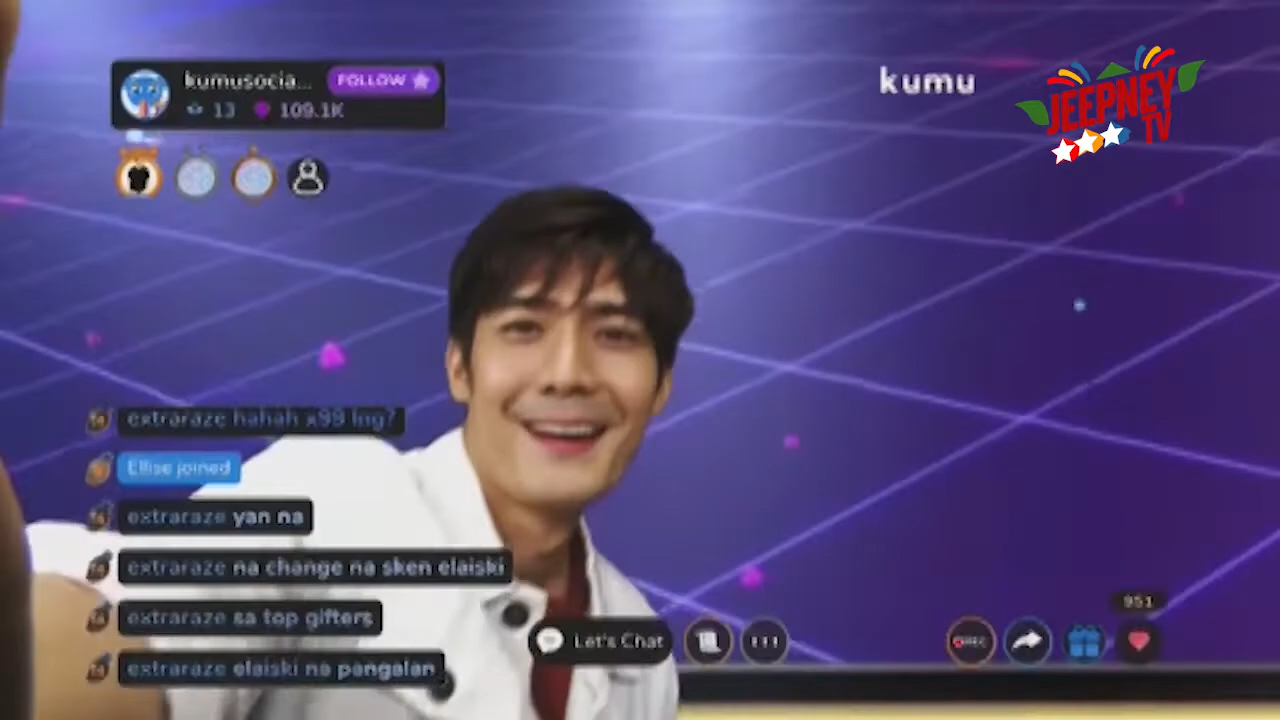 kumusocia... FOLLOW
13 109.1K
kumu
JEEPNEY
TV
extraraze hahah x99 lng?
Ellise joined
extraraze yan na
extraraze na change na sken elaiski
extraraze sa top gifters
extraraze elaiski na pangalan
Let's Chat
951